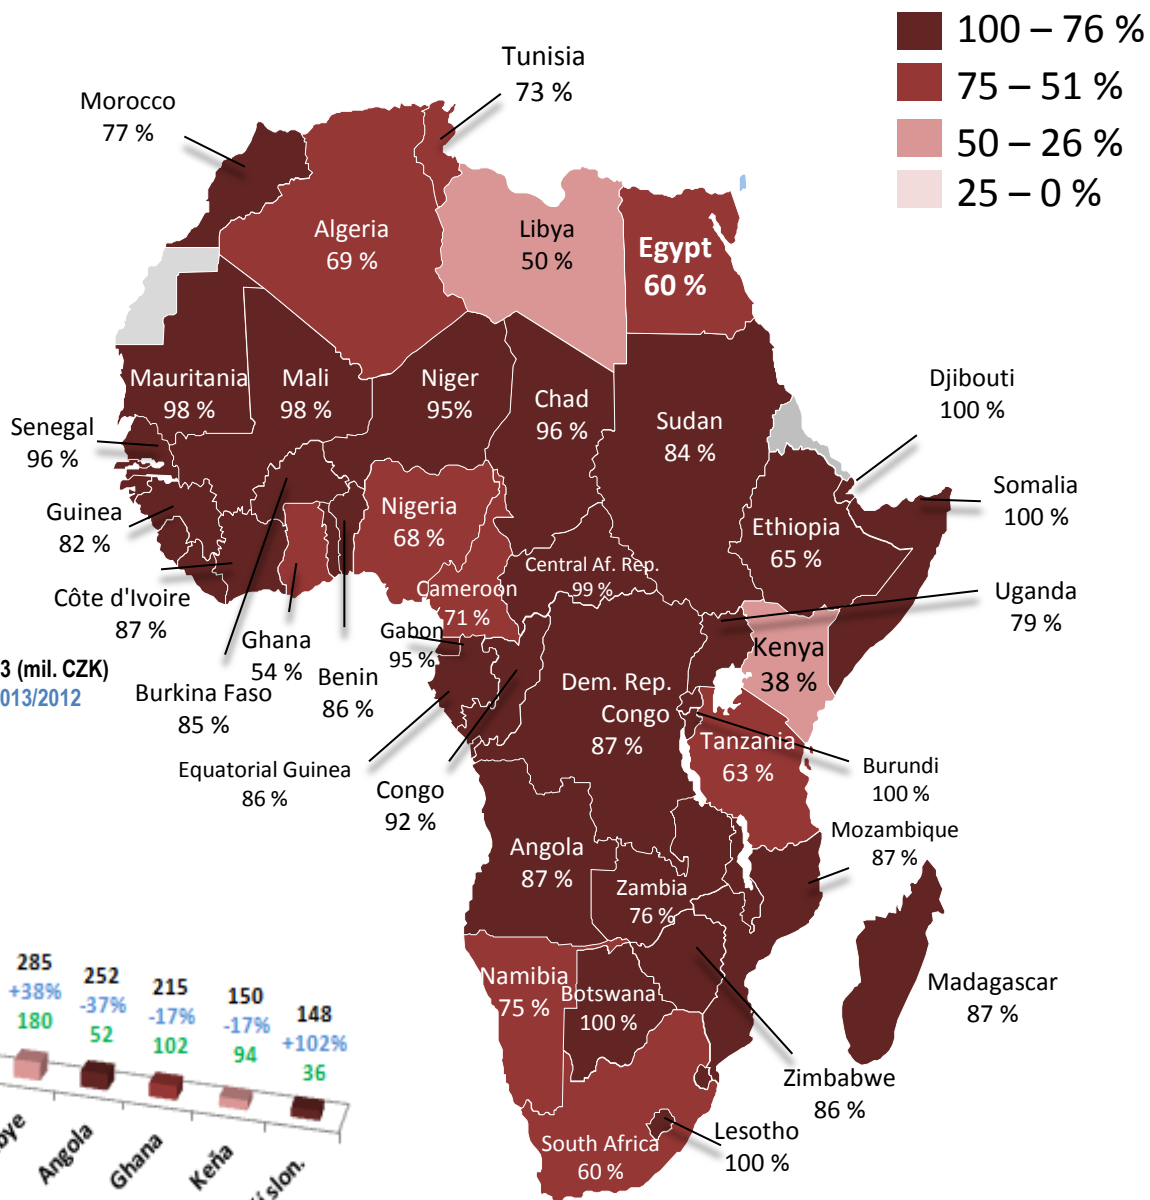 100 – 76 %
75 – 51 %
50 – 26 %
25 – 0 %
Tunisia
73 %
Morocco
77 %
Algeria
69 %
Libya
50 %
Egypt
60 %
Mauritania
98 %
Mali
98 %
Niger
95%
Chad
96 %
Sudan
84 %
Djibouti
100 %
Senegal
96 %
Somalia
100 %
Guinea
82 %
Nigeria
68 %
Ethiopia
65 %
Central Af. Rep.
99 %
Côte d'Ivoire
87 %
Cameroon
71 %
Uganda
79 %
Ghana
54 %
Gabon
95 %
Kenya
38 %
3 (mil. CZK)
013/2012
Burkina Faso
85 %
Benin
86 %
Dem. Rep.
Congo
87 %
Tanzania
63 %
Equatorial Guinea
86 %
Congo
92 %
Burundi
100 %
Mozambique
87 %
Angola
87 %
Zambia
76 %
Namibia
75 %
Botswana
100 %
Madagascar
87 %
Zimbabwe
86 %
Lesotho
100 %
South Africa
60 %
285
+38%
180
252
-37%
52
215
-17%
102
150
-17%
94
148
+102%
36
bye
Angola
Ghana
Keňa
slon.